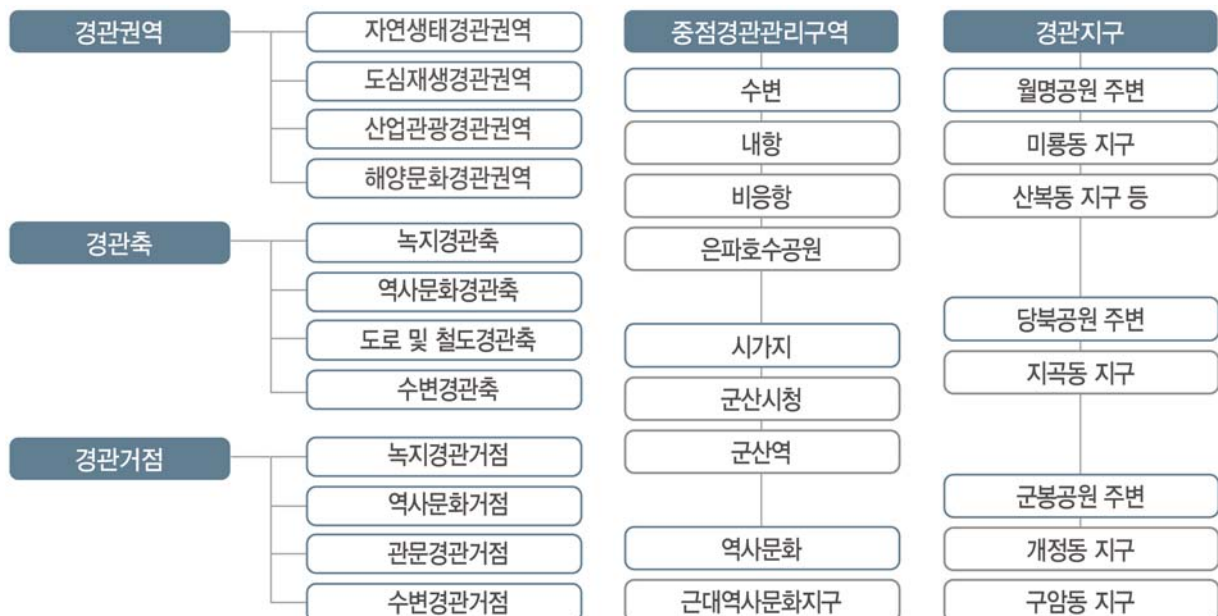 경관권역
자연생태경관권역
도심재생경관권역
산업관광경관권역
해양문화경관권역
경관축
녹지경관축
역사문화경관축
도로 및 철도경관축
수변경관축
경관거점
녹지경관거점
역사문화거점
관문경관거점
수변경관거점
중점경관관리구역
수변
내항
비응항
은파호수공원
시가지
군산시청
군산역
역사문화
근대역사문화지구
경관지구
월명공원 주변
미룡동 지구
산복동 지구 등
당북공원 주변
지곡동 지구
군봉공원 주변
개정동 지구
구암동 지구